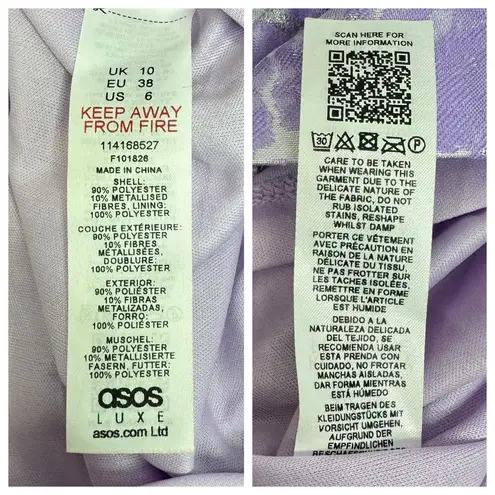 UK 10
EU 38
US 6
KEEP AWAY
FROM FIRE
114168527
F101826
MADE IN CHINA
SHELL:
90% POLYESTER
10% METALLISED
FIBRES, LINING:
100% POLYESTER
COUCHE EXTÉRIEURE:
90% POLYESTER
10% FIBRES
MÉTALLISÉES,
DOUBLURE:
100% POLYESTER
EXTERIOR:
90% POLIÉSTER
10% FIBRAS
METALIZADAS,
FORRO:
100% POLIÉSTER
MUSCHEL:
90% POLYESTER
10% METALLISIERTE
FASERN, FUTTER:
100% POLYESTER
asos
LUXE
asos.com Ltd
SCAN HERE FOR
MORE INFORMATION
30 P
CARE TO BE TAKEN
WHEN WEARING THIS
GARMENT DUE TO THE
DELICATE NATURE OF
THE FABRIC, DO NOT
RUB ISOLATED
STAINS, RESHAPE
WHILST DAMP
PORTER CE VÊTEMENT
AVEC PRÉCAUTION EN
RAISON DE LA NATURE
DÉLICATE DU TISSU,
NE PAS FROTTER SUR
LES TACHES ISOLÉES,
REMETTRE EN FORME
LORSQUE L'ARTICLE
EST HUMIDE
DEBIDO A LA
NATURALEZA DELICADA
DEL TEJIDO, SE
RECOMIENDA USAR
ESTA PRENDA CON
CUIDADO, NO FROTAR
MANCHAS AISLADAS,
DAR FORMA MIENTRAS
ESTÁ HÚMEDO
BEIM TRAGEN DES
KLEIDUNGSTÜCKS MIT
VORSICHT UMGEHEN,
AUFGRUND DER
EMPFINDLICHEN